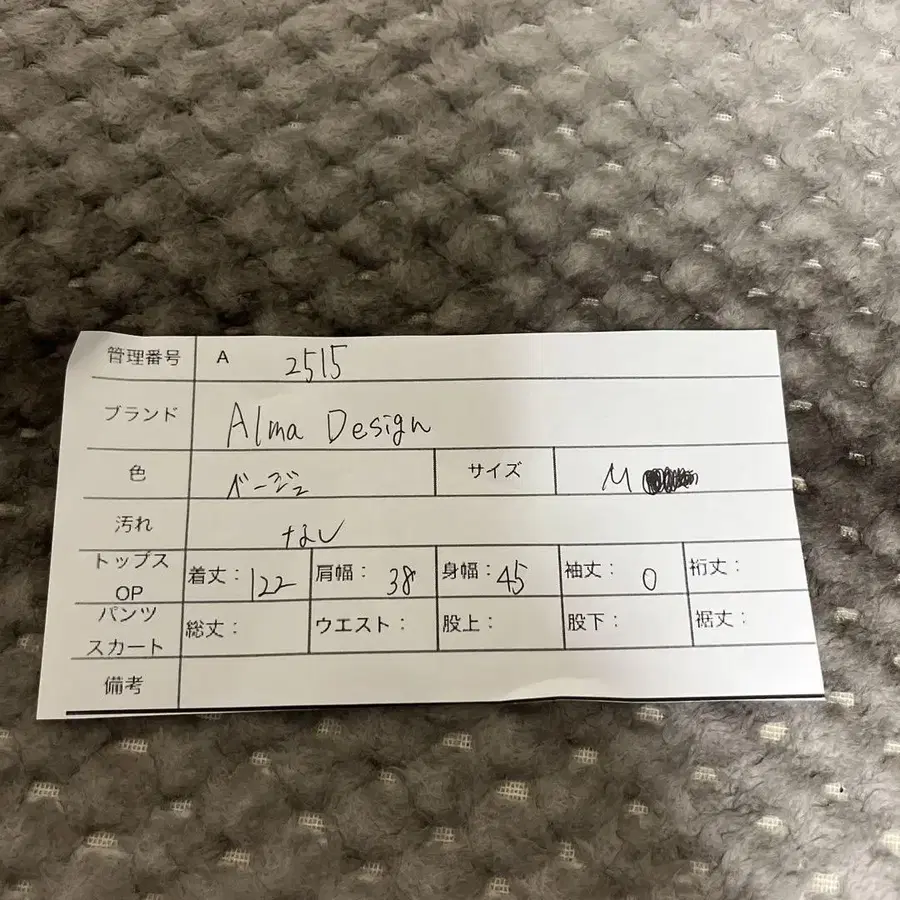 管理番号 A 2515
ブランド Alma Design
色 ベージュ サイズ M
汚れ なし
トップス OP 着丈: 122 肩幅: 38 身幅: 45 袖丈: 0 裄丈:
パンツ スカート 総丈: ウエスト: 股上: 股下: 裾丈:
備考